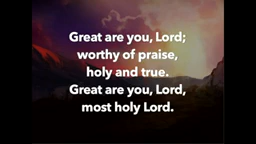 Great are you, Lord;
worthy of praise,
holy and true.
Great are you, Lord,
most holy Lord.